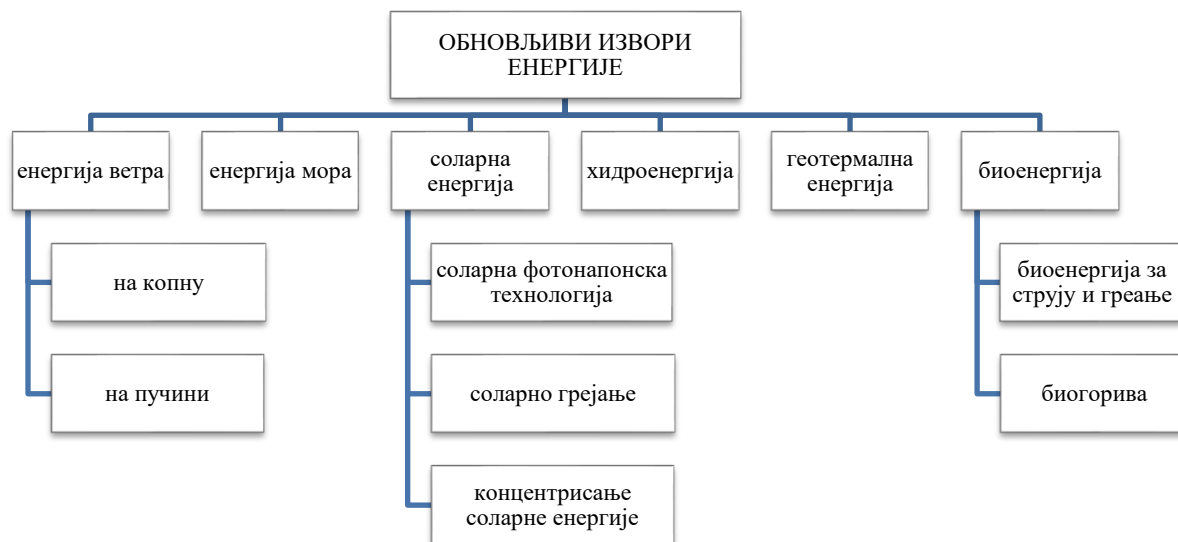 ОБНОВЉИВИ ИЗВОРИ
ЕНЕРГИЈЕ
енергија ветра
енергија мора
соларна
енергија
хидроенергија
геотермална
енергија
биоенергија
на копну
на пучини
соларна фотонапонска
технологија
соларно грејање
концентрисање
соларне енергије
биоенергија за
струју и греање
биогорива